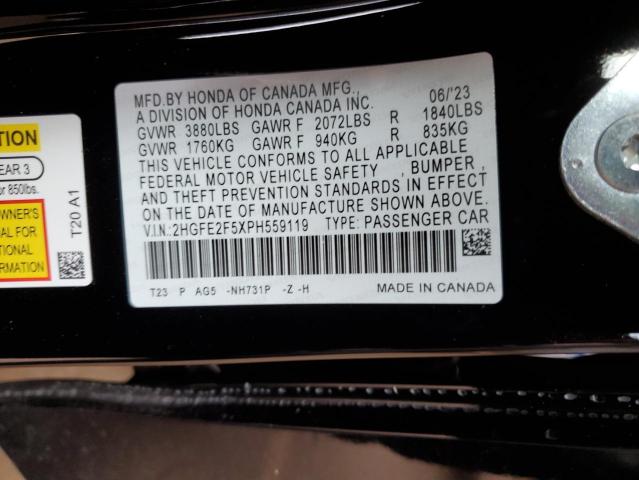 MFD.BY HONDA OF CANADA MFG.,
A DIVISION OF HONDA CANADA INC. 06/'23
GVWR 3880LBS GAWR F 2072LBS R 1840LBS
GVWR 1760KG GAWR F 940KG R 835KG
THIS VEHICLE CONFORMS TO ALL APPLICABLE
FEDERAL MOTOR VEHICLE SAFETY , BUMPER ,
AND THEFT PREVENTION STANDARDS IN EFFECT
ON THE DATE OF MANUFACTURE SHOWN ABOVE.
V.I.N.: 2HGFE2F5XPH559119 TYPE: PASSENGER CAR
T23 P AG5 -NH731P -Z -H MADE IN CANADA
TION
EAR 3
or 850lbs.
OWNER'S
AL FOR
TIONAL
RMATION
T20 A1